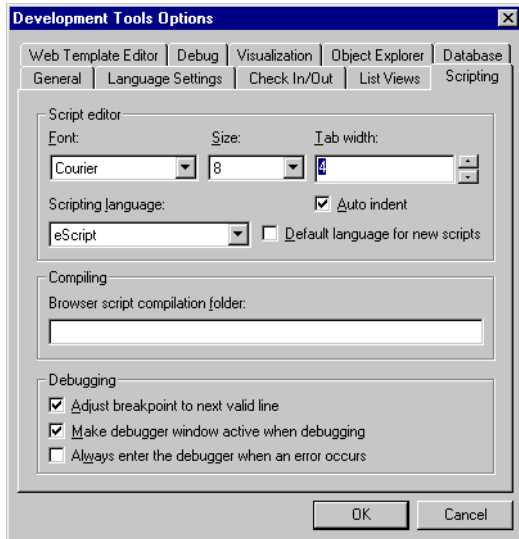 Development Tools Options
Web Template Editor Debug Visualization Object Explorer Database
General Language Settings Check In/Out List Views Scripting
Script editor
Font: Size: Tab width:
Courier 8 4
Scripting language: Auto indent
eScript Default language for new scripts
Compiling
Browser script compilation folder:
Debugging
Adjust breakpoint to next valid line
Make debugger window active when debugging
Always enter the debugger when an error occurs
OK Cancel